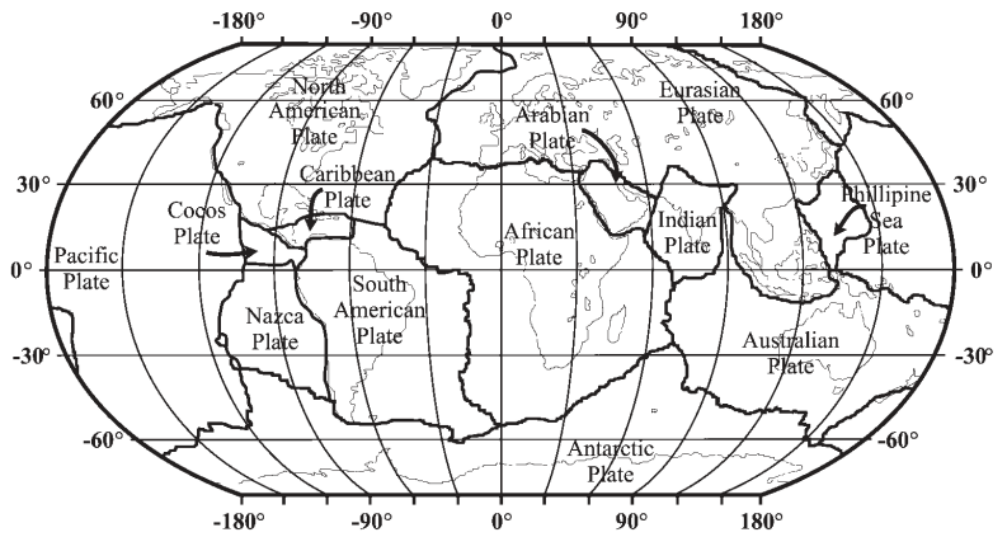 -180° -90° 0° 90° 180°
60° 60°
North
American
Plate
Eurasian
Plate
Arabian
Plate
30° 30°
Caribbean
Plate
Cocos
Plate
Phillipine
Sea
Plate
African
Plate
Indian
Plate
Pacific
Plate
0° 0°
South
American
Plate
Nazca
Plate
Australian
Plate
-30° -30°
-60° -60°
Antarctic
Plate
-180° -90° 0° 90° 180°